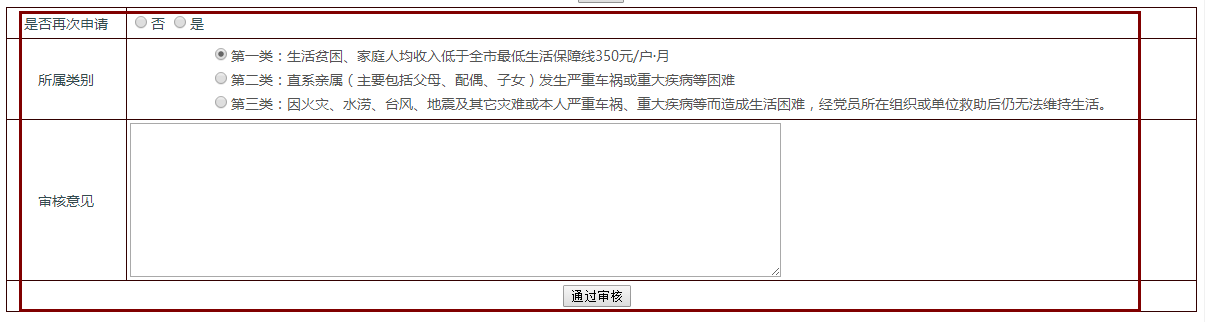 是否再次申请 否 是
所属类别
第一类：生活贫困、家庭人均收入低于全市最低生活保障线350元/户·月
第二类：直系亲属（主要包括父母、配偶、子女）发生严重车祸或重大疾病等困难
第三类：因火灾、水涝、台风、地震及其它灾难或本人严重车祸、重大疾病等而造成生活困难，经党员所在组织或单位救助后仍无法维持生活。
审核意见
通过审核